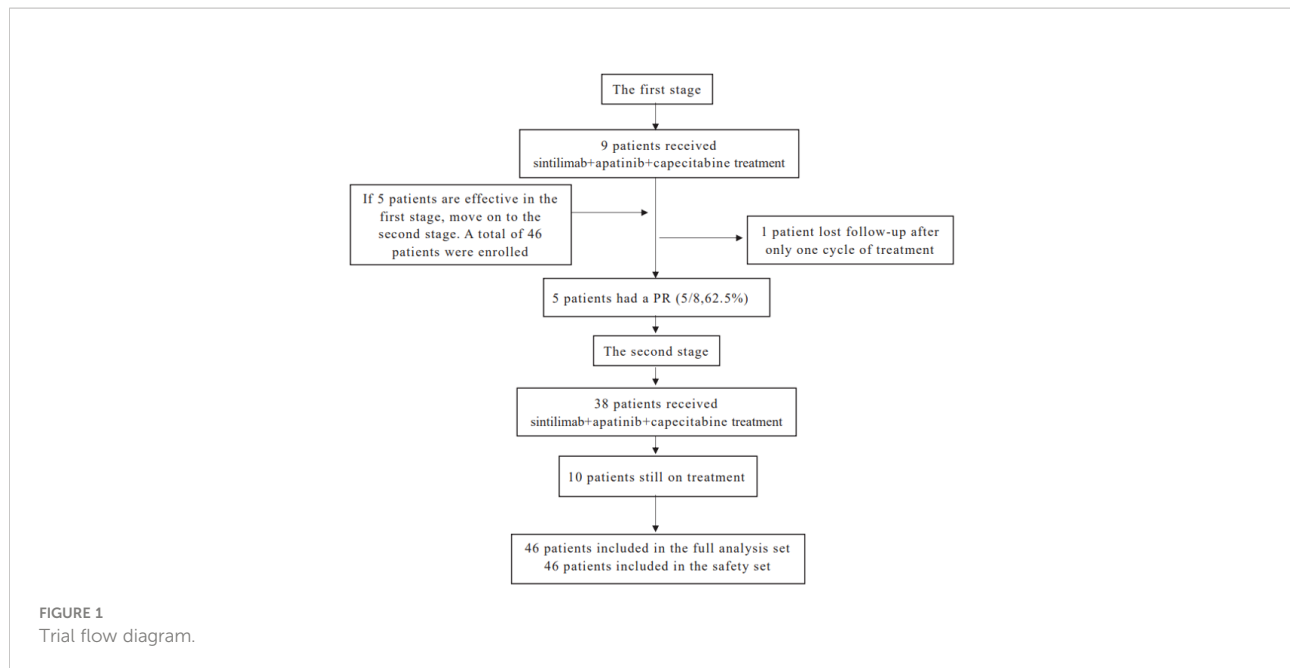 The first stage
9 patients received
sintilimab+apatinib+capecitabine treatment
If 5 patients are effective in the
first stage, move on to the
second stage. A total of 46
patients were enrolled
1 patient lost follow-up after
only one cycle of treatment
5 patients had a PR (5/8,62.5%)
The second stage
38 patients received
sintilimab+apatinib+capecitabine treatment
10 patients still on treatment
46 patients included in the full analysis set
46 patients included in the safety set
FIGURE 1
Trial flow diagram.